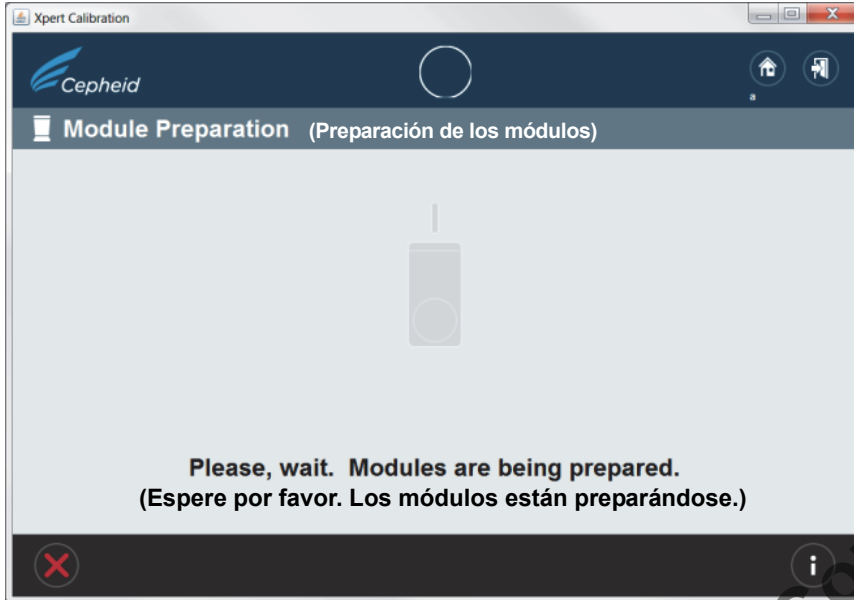 Xpert Calibration
Cepheid
a
Module Preparation (Preparación de los módulos)
Please, wait. Modules are being prepared.
(Espere por favor. Los módulos están preparándose.)
i